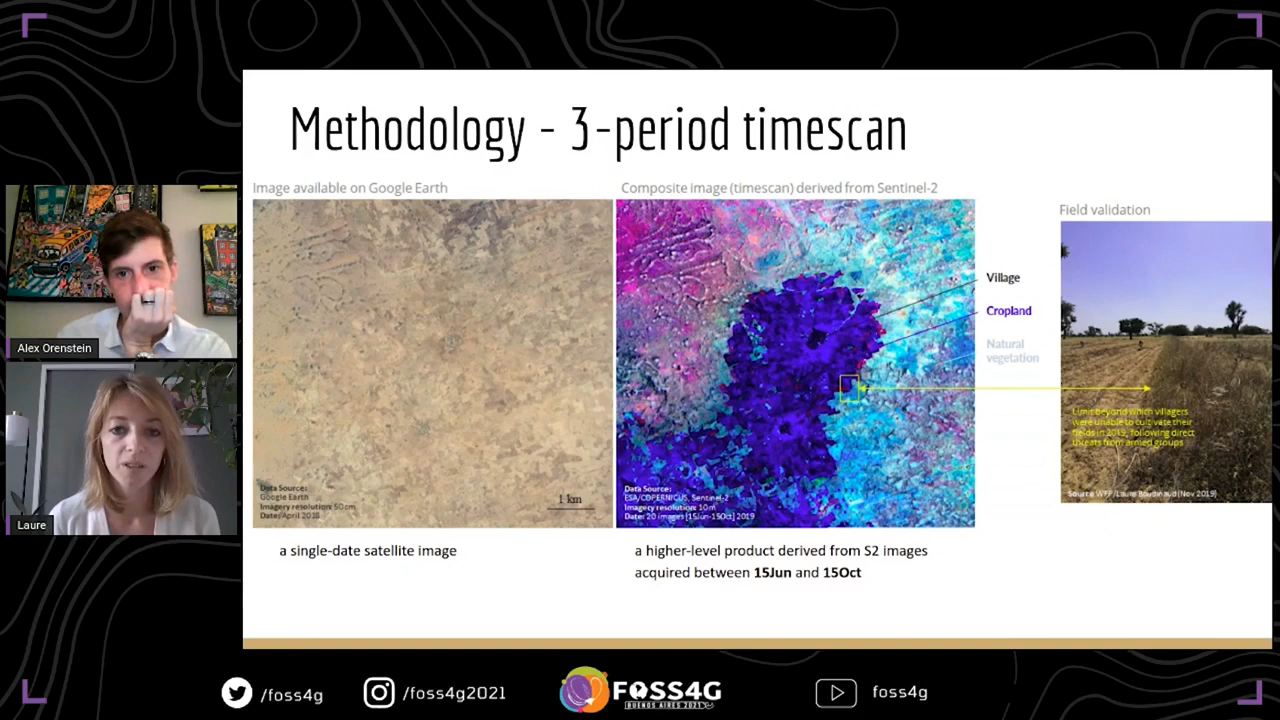 Methodology - 3-period timescan
Image available on Google Earth
Composite image (timescan) derived from Sentinel-2
Field validation
Village
Cropland
Natural
vegetation
Limit beyond which villagers
were unable to cultivate their
fields in 2019, following direct
threats from armed groups
Data Source:
Google Earth
Imagery resolution: 50cm
Date: April 2018
1 km
Data Source:
ESA/COPERNICUS, Sentinel-2
Imagery resolution: 10m
Date: 20 images [15Jun-15Oct] 2019
Source: WFP/Laure Boudinaud (Nov 2019)
a single-date satellite image
a higher-level product derived from S2 images
acquired between 15Jun and 15Oct
Alex Orenstein
Laure
/foss4g
/foss4g2021
FOSS4G
BUENOS AIRES 2021
foss4g